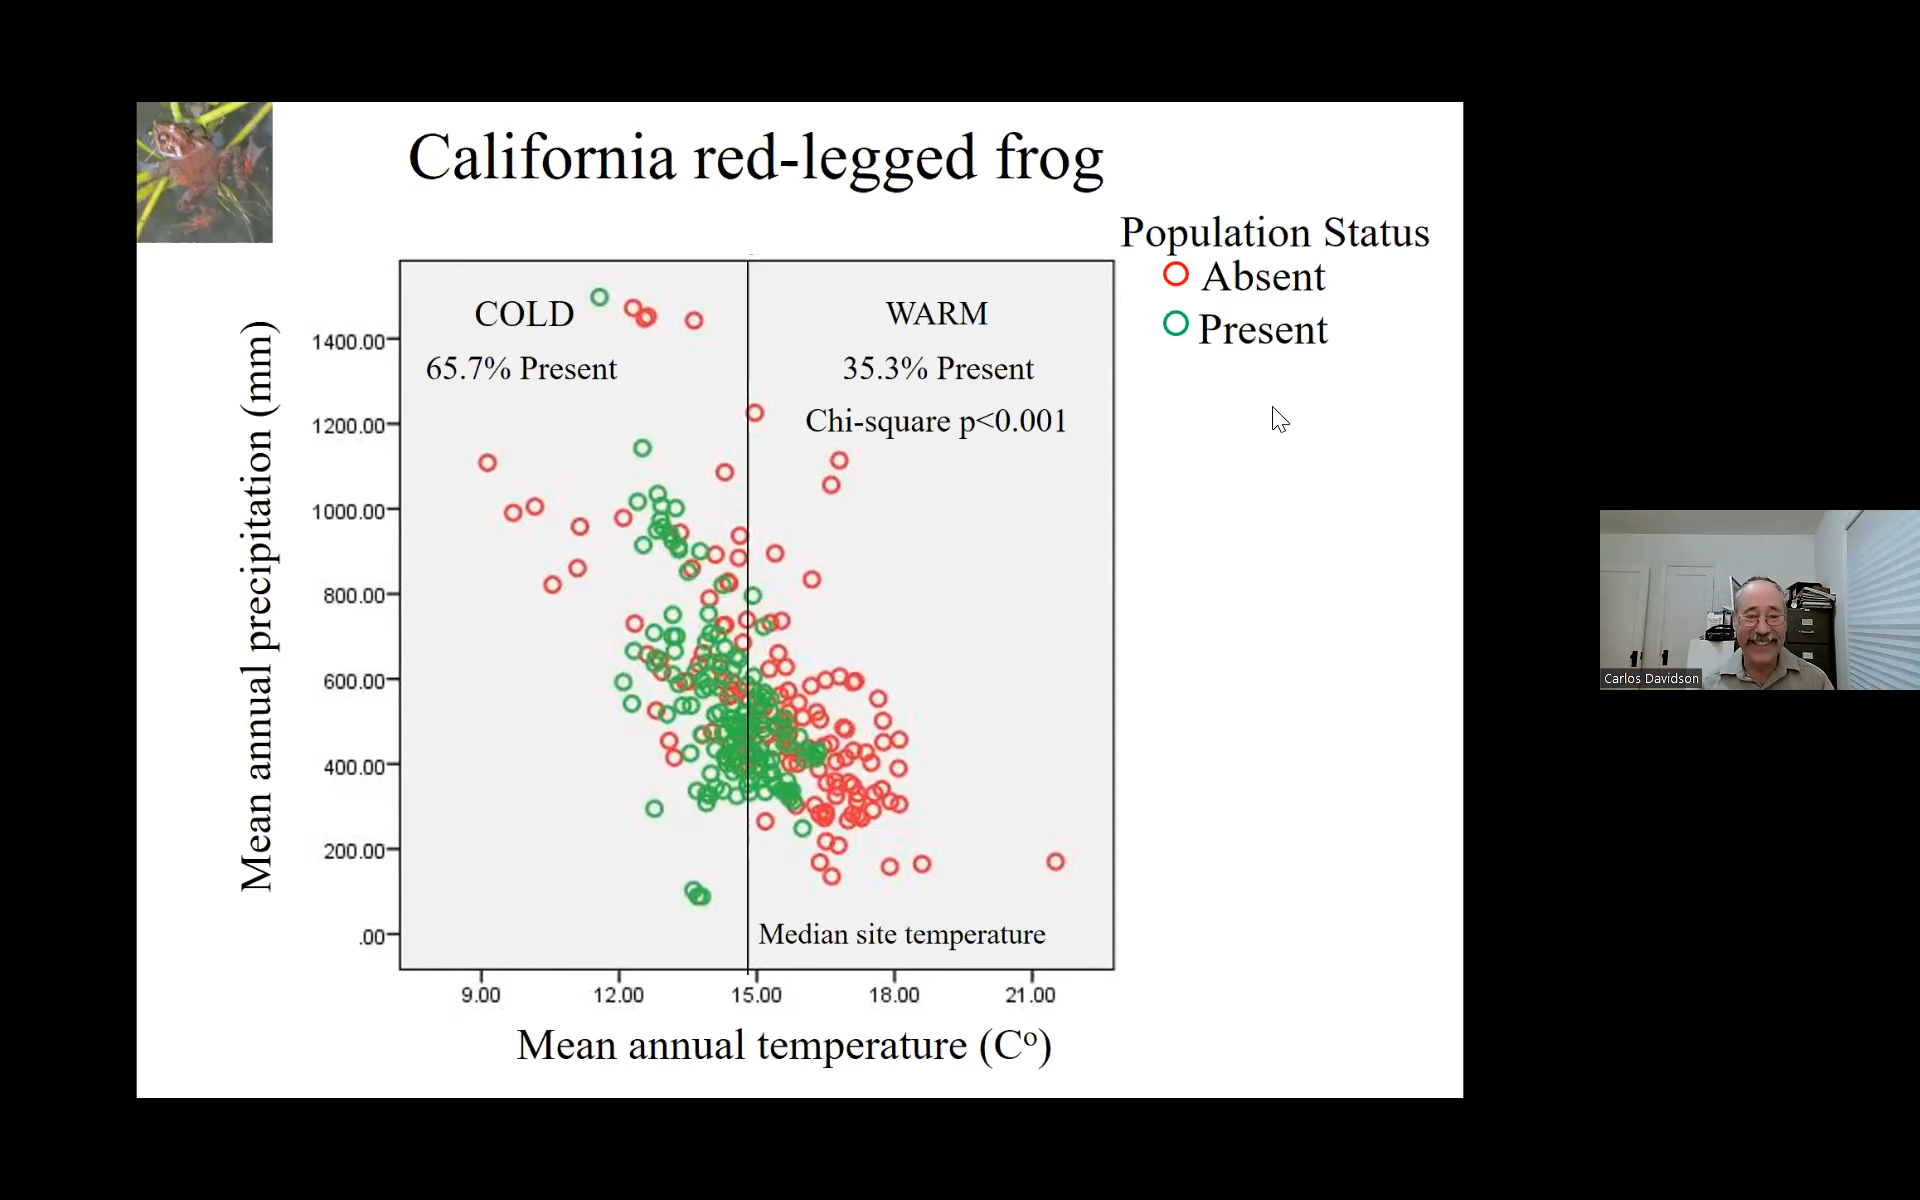 California red-legged frog
Population Status
Absent
Present
COLD
65.7% Present
WARM
35.3% Present
Chi-square p<0.001
Median site temperature
Mean annual precipitation (mm)
1400.00
1200.00
1000.00
800.00
600.00
400.00
200.00
.00
9.00 12.00 15.00 18.00 21.00
Mean annual temperature (Cº)
Carlos Davidson